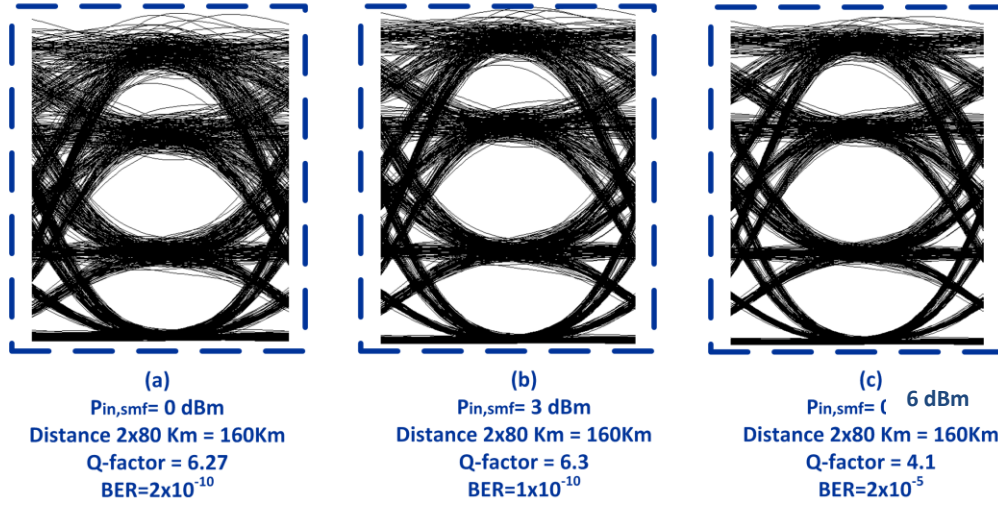 (a)
Pin,smf= 0 dBm
Distance 2x80 Km = 160Km
Q-factor = 6.27
BER=2x10-10
(b)
Pin,smf= 3 dBm
Distance 2x80 Km = 160Km
Q-factor = 6.3
BER=1x10-10
(c)
Pin,smf= 6 dBm
Distance 2x80 Km = 160Km
Q-factor = 4.1
BER=2x10-5